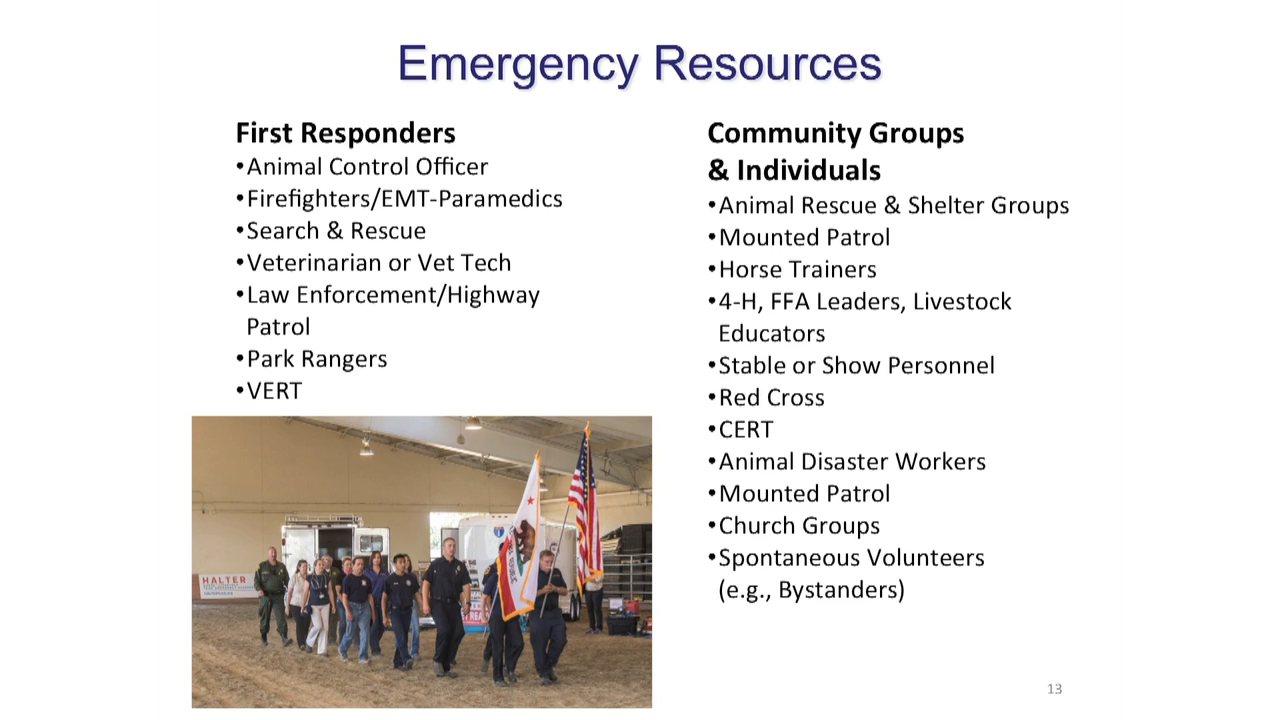 Emergency Resources
First Responders
•Animal Control Officer
•Firefighters/EMT-Paramedics
•Search & Rescue
•Veterinarian or Vet Tech
•Law Enforcement/Highway
Patrol
•Park Rangers
•VERT
Community Groups
& Individuals
•Animal Rescue & Shelter Groups
•Mounted Patrol
•Horse Trainers
•4-H, FFA Leaders, Livestock
Educators
•Stable or Show Personnel
•Red Cross
•CERT
•Animal Disaster Workers
•Mounted Patrol
•Church Groups
•Spontaneous Volunteers
(e.g., Bystanders)
HALTER
13